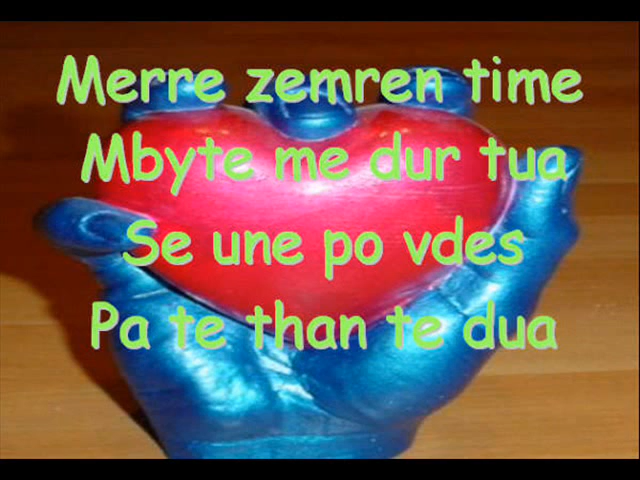 Merre zemren time
Mbyte me dur tua
Se une po vdes
Pa te than te dua